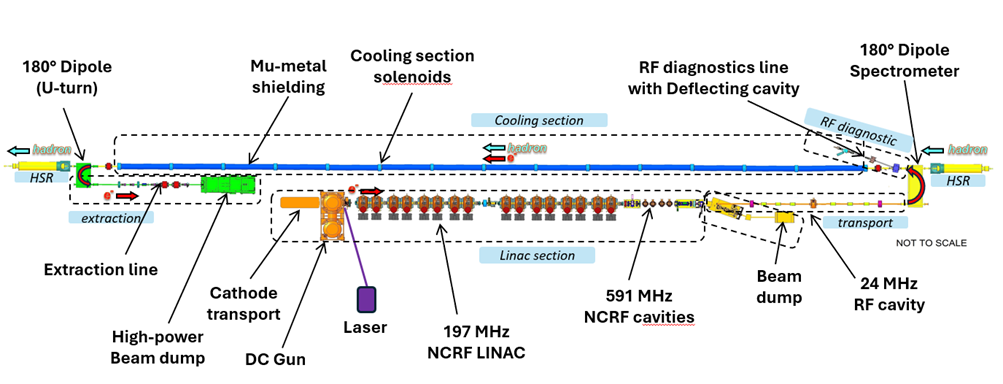 180° Dipole
(U-turn)
Mu-metal
shielding
Cooling section
solenoids
RF diagnostics line
with Deflecting cavity
180° Dipole
Spectrometer
Cooling section
RF diagnostic
hadron
hadron
hadron
e-
HSR
HSR
e-
e-
extraction
transport
NOT TO SCALE
Linac section
Extraction line
Cathode
transport
Laser
591 MHz
NCRF cavities
Beam
dump
24 MHz
RF cavity
High-power
Beam dump
DC Gun
197 MHz
NCRF LINAC